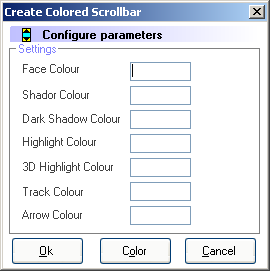 Create Colored Scrollbar
Configure parameters
Settings
Face Colour
Shador Colour
Dark Shadow Colour
Highlight Colour
3D Highlight Colour
Track Colour
Arrow Colour
Ok Color Cancel